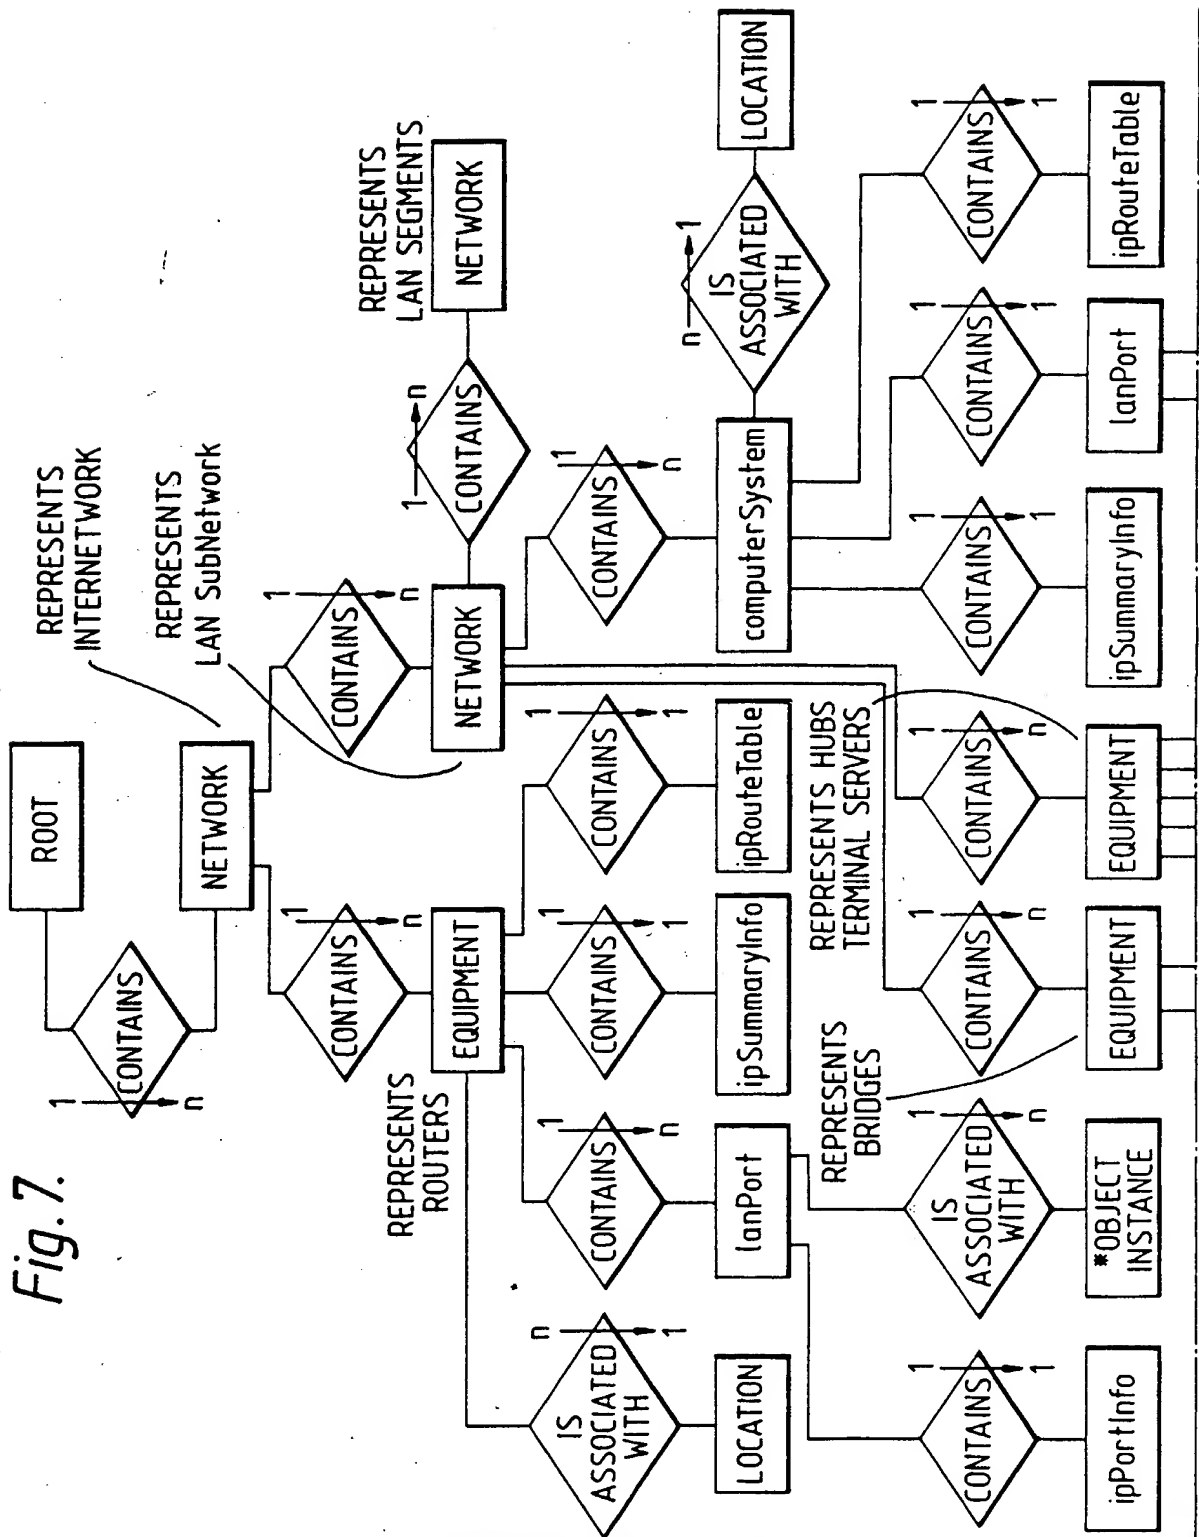 Fig. 7.
ROOT
1
CONTAINS
n
REPRESENTS
INTERNETWORK
NETWORK
REPRESENTS
LAN SubNetwork
1
CONTAINS
n
1
CONTAINS
n
REPRESENTS
ROUTERS
EQUIPMENT
NETWORK
1
CONTAINS
n
REPRESENTS
LAN SEGMENTS
NETWORK
n
IS
ASSOCIATED
WITH
1
1
CONTAINS
n
1
CONTAINS
1
1
CONTAINS
1
1
CONTAINS
n
LOCATION
lanPort
ipSummaryInfo
ipRouteTable
computerSystem
n
IS
ASSOCIATED
WITH
1
LOCATION
REPRESENTS
BRIDGES
REPRESENTS HUBS
TERMINAL SERVERS
1
CONTAINS
1
1
IS
ASSOCIATED
WITH
n
1
CONTAINS
n
1
CONTAINS
n
1
CONTAINS
1
1
CONTAINS
1
1
CONTAINS
1
ipPortInfo
*OBJECT
INSTANCE
EQUIPMENT
EQUIPMENT
ipSummaryInfo
lanPort
ipRouteTable